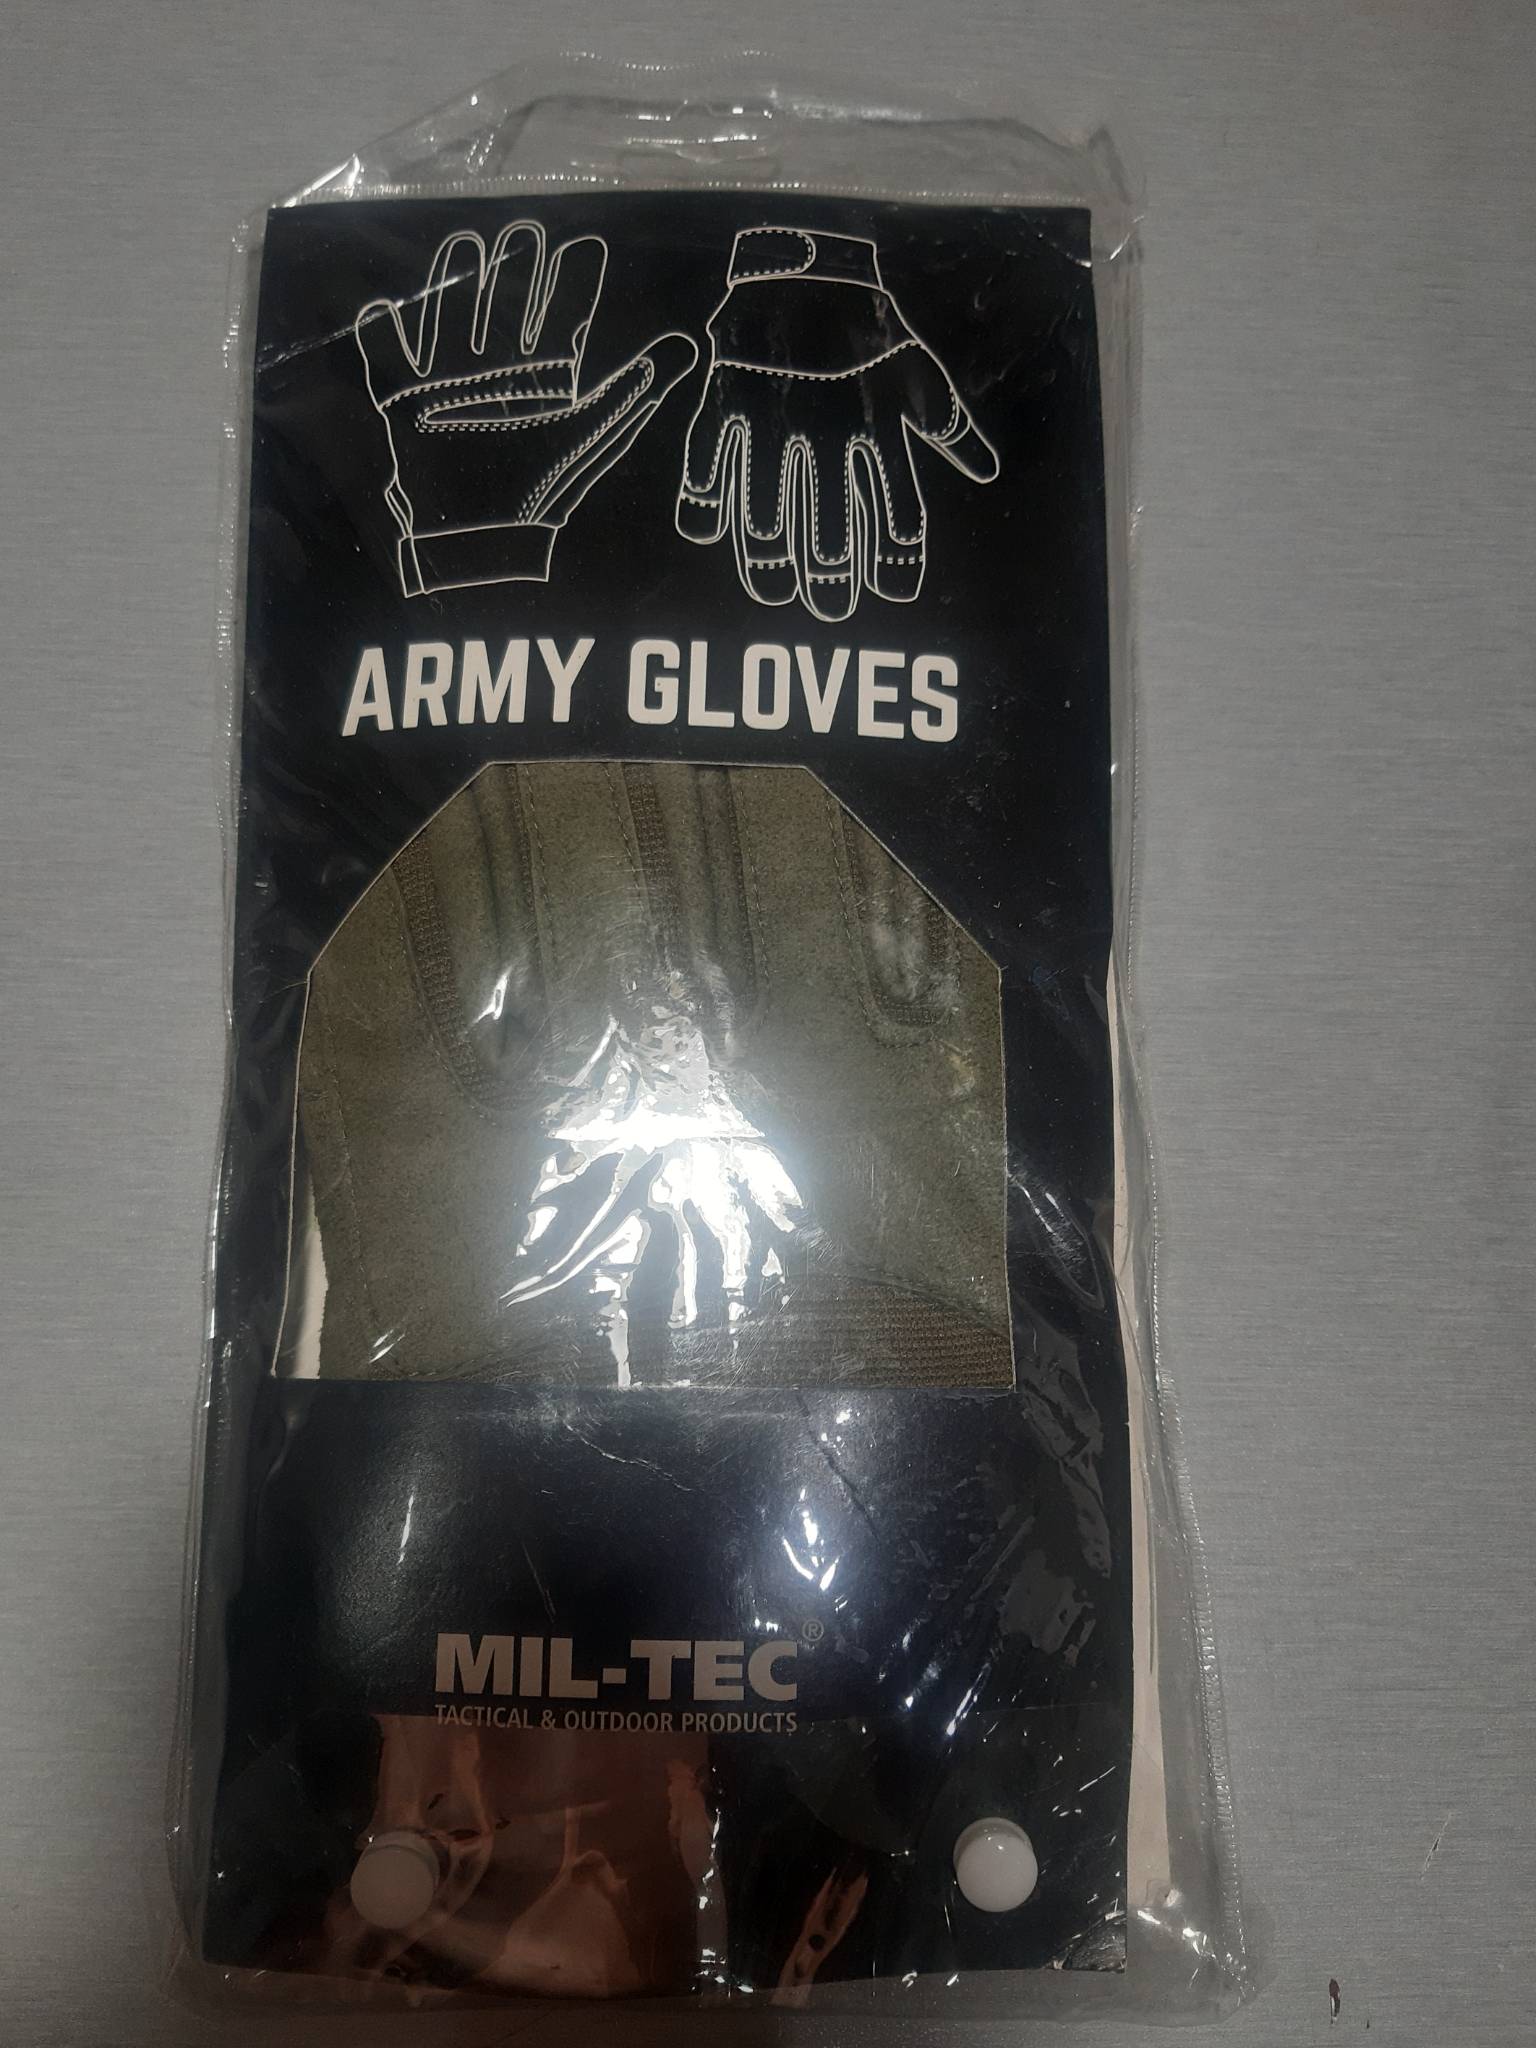 ARMY GLOVES
MIL-TEC®
TACTICAL & OUTDOOR PRODUCTS